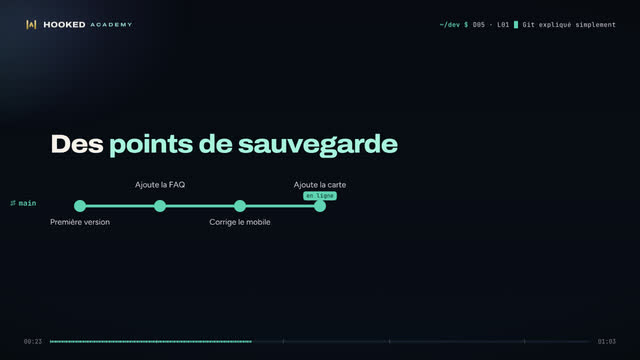 HOOKED ACADEMY
~/dev $ D05 · L01 Git expliqué simplement
Des points de sauvegarde
Ajoute la FAQ
Ajoute la carte
en ligne
main
Première version
Corrige le mobile
00:23
01:03